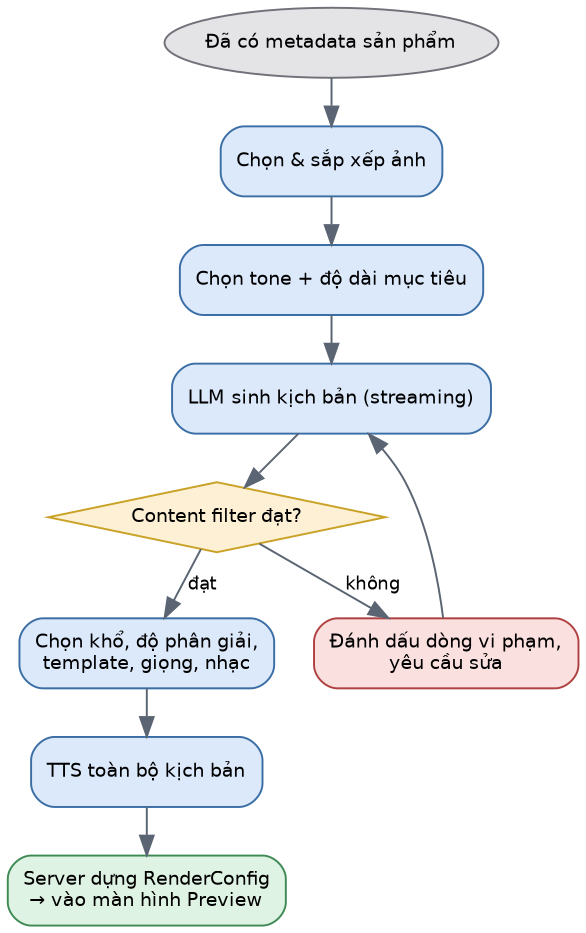 Đã có metadata sản phẩm
Chọn & sắp xếp ảnh
Chọn tone + độ dài mục tiêu
LLM sinh kịch bản (streaming)
Content filter đạt?
đạt
không
Chọn khổ, độ phân giải,
template, giọng, nhạc
Đánh dấu dòng vi phạm,
yêu cầu sửa
TTS toàn bộ kịch bản
Server dựng RenderConfig
→ vào màn hình Preview